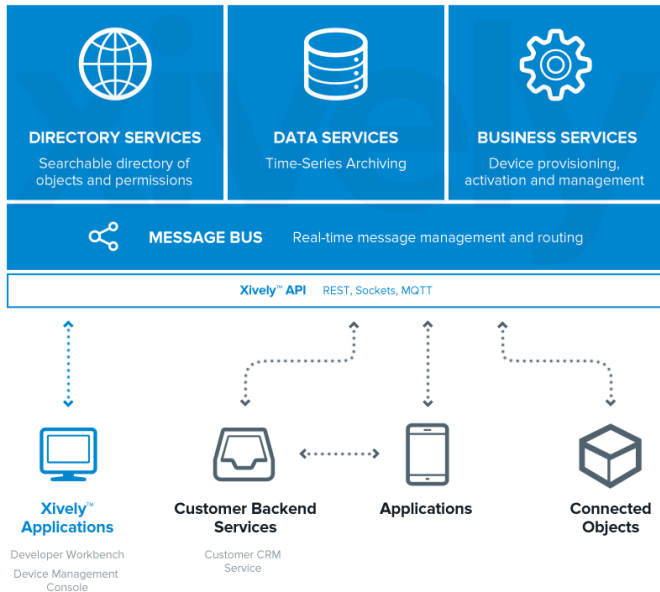 xively
DIRECTORY SERVICES
Searchable directory of
objects and permissions
DATA SERVICES
Time-Series Archiving
BUSINESS SERVICES
Device provisioning,
activation and management
MESSAGE BUS Real-time message management and routing
Xively™ API REST, Sockets, MQTT
Xively™
Applications
Developer Workbench
Device Management
Console
Customer Backend
Services
Customer CRM
Service
Applications
Connected
Objects